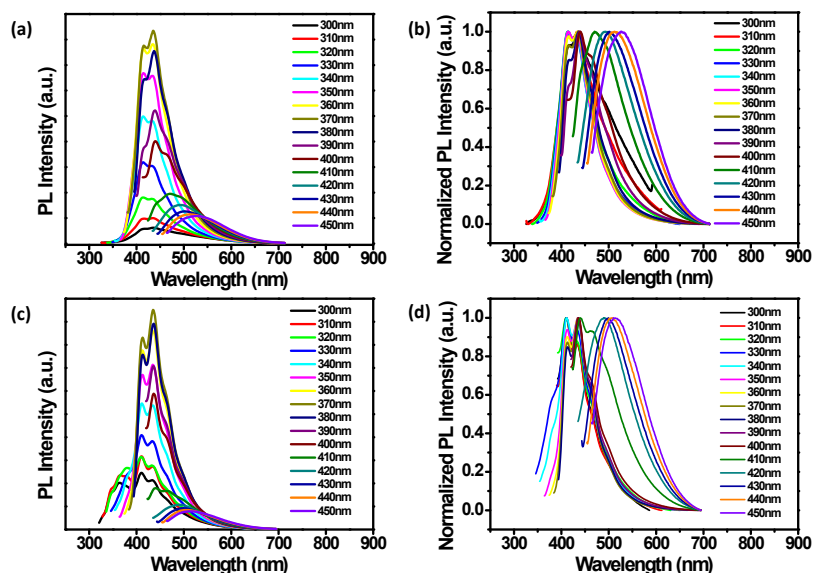 (a)
PL Intensity (a.u.)
300nm
310nm
320nm
330nm
340nm
350nm
360nm
370nm
380nm
390nm
400nm
410nm
420nm
430nm
440nm
450nm
300 400 500 600 700 800 900
Wavelength (nm)
(b)
Normalized PL Intensity (a.u.)
1.0
0.8
0.6
0.4
0.2
0.0
300nm
310nm
320nm
330nm
340nm
350nm
360nm
370nm
380nm
390nm
400nm
410nm
420nm
430nm
440nm
450nm
300 400 500 600 700 800 900
Wavelength (nm)
(c)
PL Intensity (a.u.)
300nm
310nm
320nm
330nm
340nm
350nm
360nm
370nm
380nm
390nm
400nm
410nm
420nm
430nm
440nm
450nm
300 400 500 600 700 800 900
Wavelength (nm)
(d)
Normalized PL Intensity (a.u.)
1.0
0.8
0.6
0.4
0.2
0.0
300nm
310nm
320nm
330nm
340nm
350nm
360nm
370nm
380nm
390nm
400nm
410nm
420nm
430nm
440nm
450nm
300 400 500 600 700 800 900
Wavelength (nm)